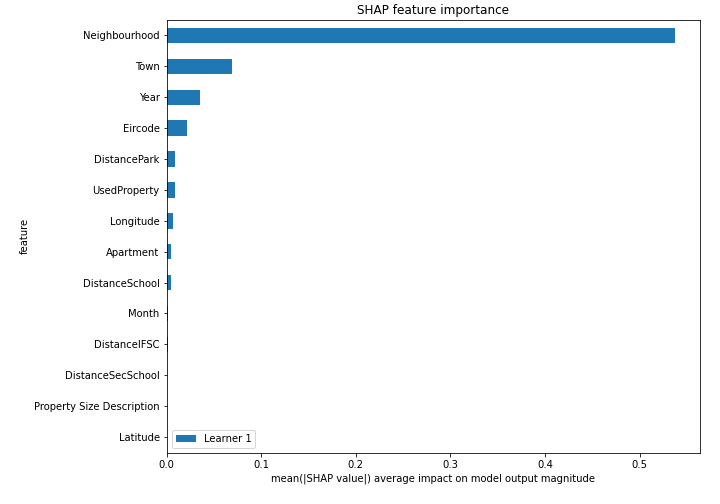 SHAP feature importance
Neighbourhood
Town
Year
Eircode
DistancePark
UsedProperty
Longitude
feature
Apartment
DistanceSchool
Month
DistanceIFSC
DistanceSecSchool
Property Size Description
Latitude
Learner 1
0.0 0.1 0.2 0.3 0.4 0.5
mean(|SHAP value|) average impact on model output magnitude